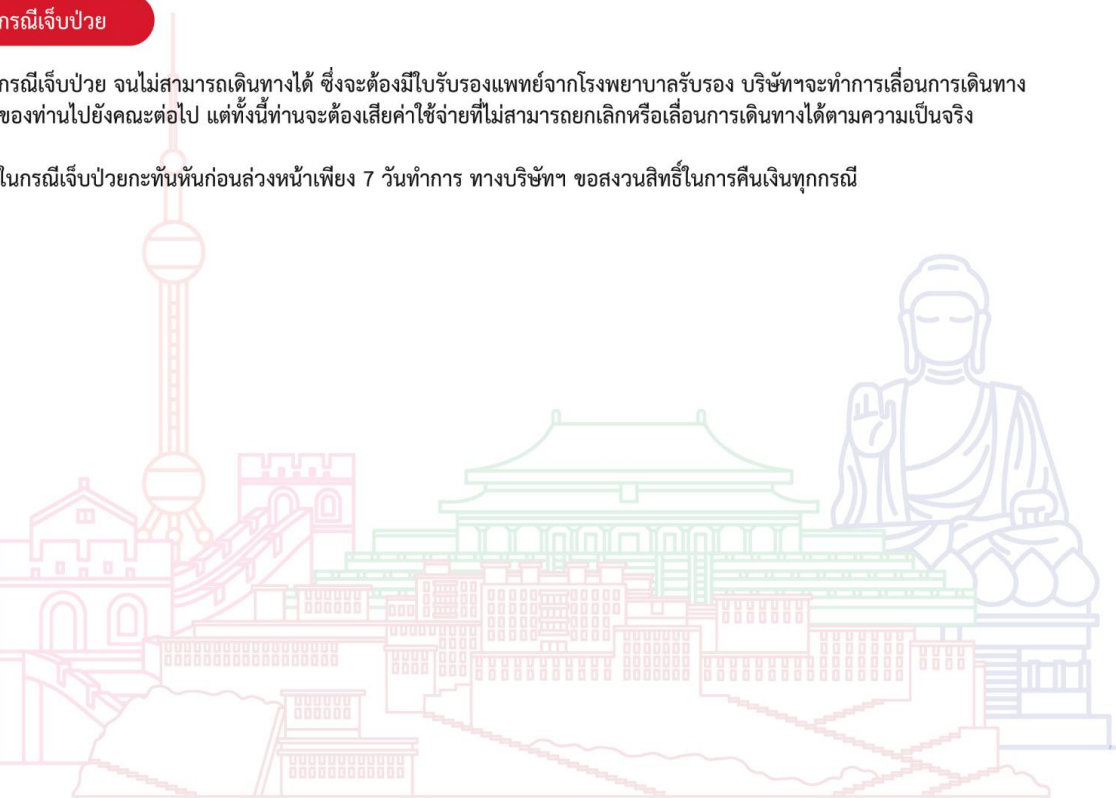 กรณีเจ็บป่วย
กรณีเจ็บป่วย จนไม่สามารถเดินทางได้ ซึ่งจะต้องมีใบรับรองแพทย์จากโรงพยาบาลรับรอง บริษัทฯจะทำการเลื่อนการเดินทาง
ของท่านไปยังคณะต่อไป แต่ทั้งนี้ท่านจะต้องเสียค่าใช้จ่ายที่ไม่สามารถยกเลิกหรือเลื่อนการเดินทางได้ตามความเป็นจริง
ในกรณีเจ็บป่วยกะทันหันก่อนล่วงหน้าเพียง 7 วันทำการ ทางบริษัทฯ ขอสงวนสิทธิ์ในการคืนเงินทุกกรณี